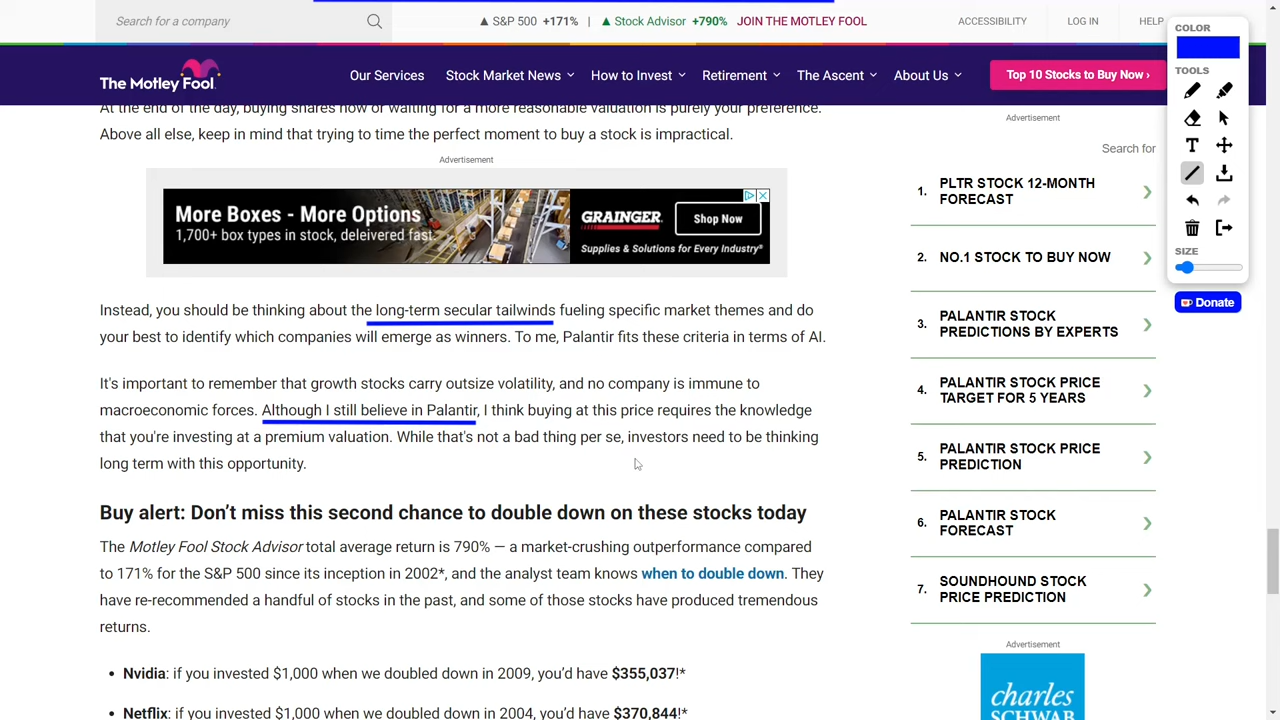 Search for a company
▲ S&P 500 +171% | ▲ Stock Advisor +790% JOIN THE MOTLEY FOOL
ACCESSIBILITY LOG IN HELP
The Motley Fool
Our Services Stock Market News How to Invest Retirement The Ascent About Us
Top 10 Stocks to Buy Now ›
COLOR
TOOLS
T
SIZE
Donate
At the end of the day, buying shares now or waiting for a more reasonable valuation is purely your preference.
Above all else, keep in mind that trying to time the perfect moment to buy a stock is impractical.
Advertisement
More Boxes - More Options
1,700+ box types in stock, deleivered fast.
GRAINGER
Shop Now
Supplies & Solutions for Every Industry®
Instead, you should be thinking about the long-term secular tailwinds fueling specific market themes and do
your best to identify which companies will emerge as winners. To me, Palantir fits these criteria in terms of AI.
It's important to remember that growth stocks carry outsize volatility, and no company is immune to
macroeconomic forces. Although I still believe in Palantir, I think buying at this price requires the knowledge
that you're investing at a premium valuation. While that's not a bad thing per se, investors need to be thinking
long term with this opportunity.
Buy alert: Don’t miss this second chance to double down on these stocks today
The Motley Fool Stock Advisor total average return is 790% — a market-crushing outperformance compared
to 171% for the S&P 500 since its inception in 2002*, and the analyst team knows when to double down. They
have re-recommended a handful of stocks in the past, and some of those stocks have produced tremendous
returns.
• Nvidia: if you invested $1,000 when we doubled down in 2009, you’d have $355,037!*
• Netflix: if you invested $1,000 when we doubled down in 2004, you’d have $370,844!*
Advertisement
Search for
1. PLTR STOCK 12-MONTH
FORECAST
2. NO.1 STOCK TO BUY NOW
3. PALANTIR STOCK
PREDICTIONS BY EXPERTS
4. PALANTIR STOCK PRICE
TARGET FOR 5 YEARS
5. PALANTIR STOCK PRICE
PREDICTION
6. PALANTIR STOCK
FORECAST
7. SOUNDHOUND STOCK
PRICE PREDICTION
Advertisement
charles
SCHWAB